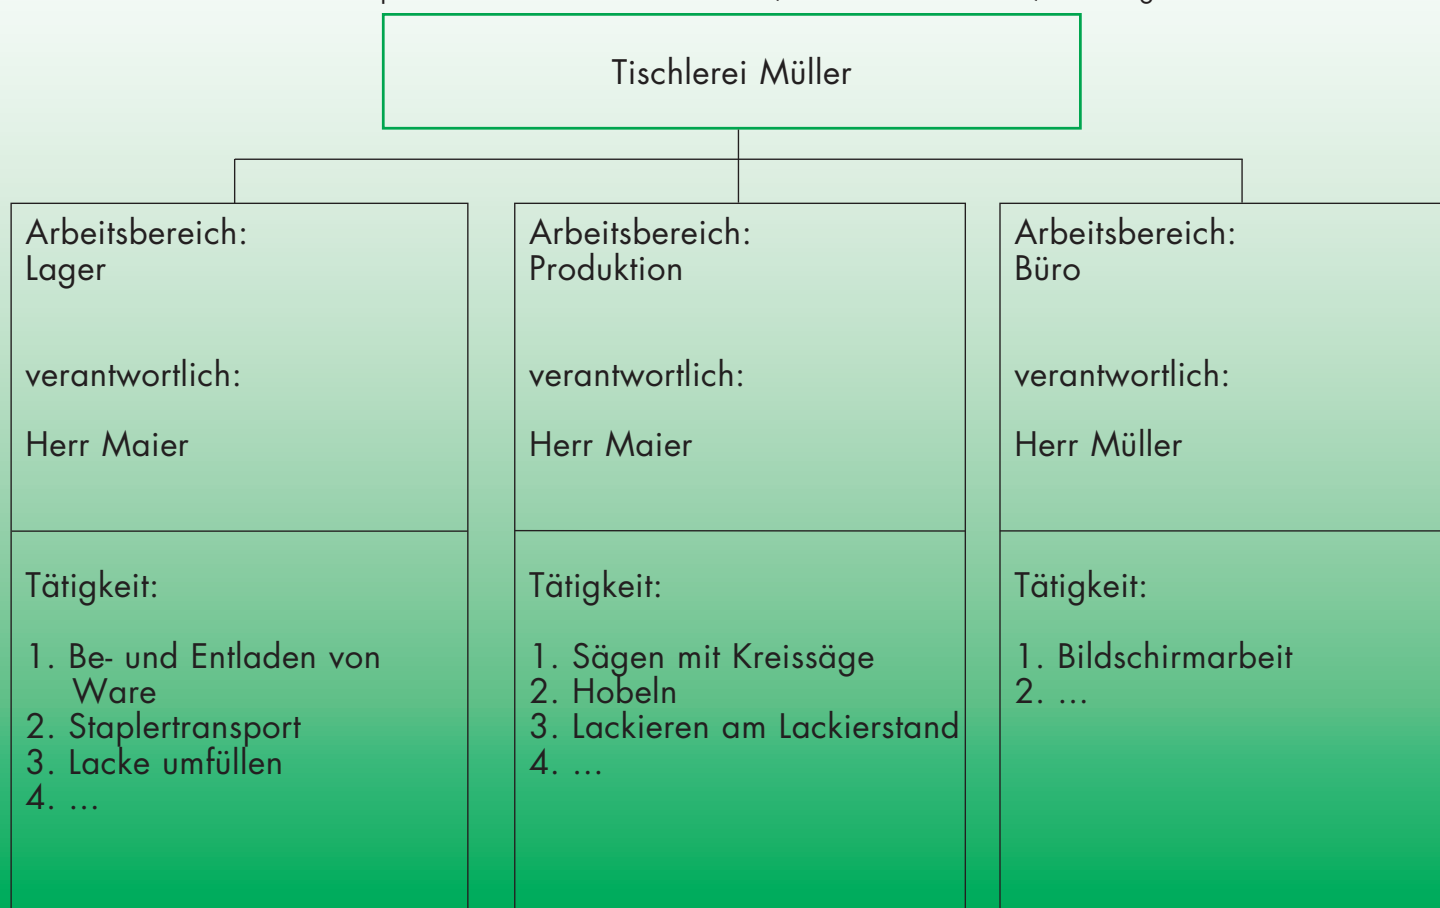 Tischlerei Müller
Arbeitsbereich:
Lager
verantwortlich:
Herr Maier
Tätigkeit:
1. Be- und Entladen von
Ware
2. Staplertransport
3. Lacke umfüllen
4. ...
Arbeitsbereich:
Produktion
verantwortlich:
Herr Maier
Tätigkeit:
1. Sägen mit Kreissäge
2. Hobeln
3. Lackieren am Lackierstand
4. ...
Arbeitsbereich:
Büro
verantwortlich:
Herr Müller
Tätigkeit:
1. Bildschirmarbeit
2. ...